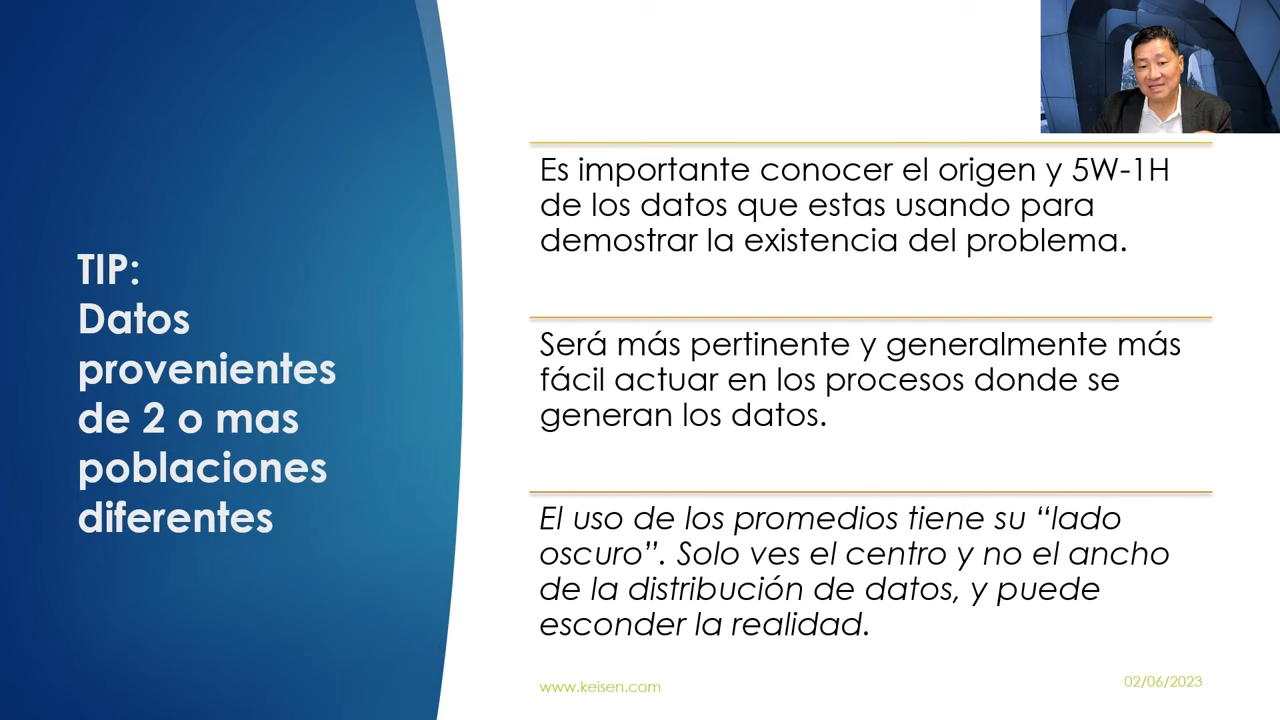 TIP:
Datos
provenientes
de 2 o mas
poblaciones
diferentes
Es importante conocer el origen y 5W-1H
de los datos que estas usando para
demostrar la existencia del problema.
Será más pertinente y generalmente más
fácil actuar en los procesos donde se
generan los datos.
El uso de los promedios tiene su “lado
oscuro”. Solo ves el centro y no el ancho
de la distribución de datos, y puede
esconder la realidad.
www.keisen.com
02/06/2023